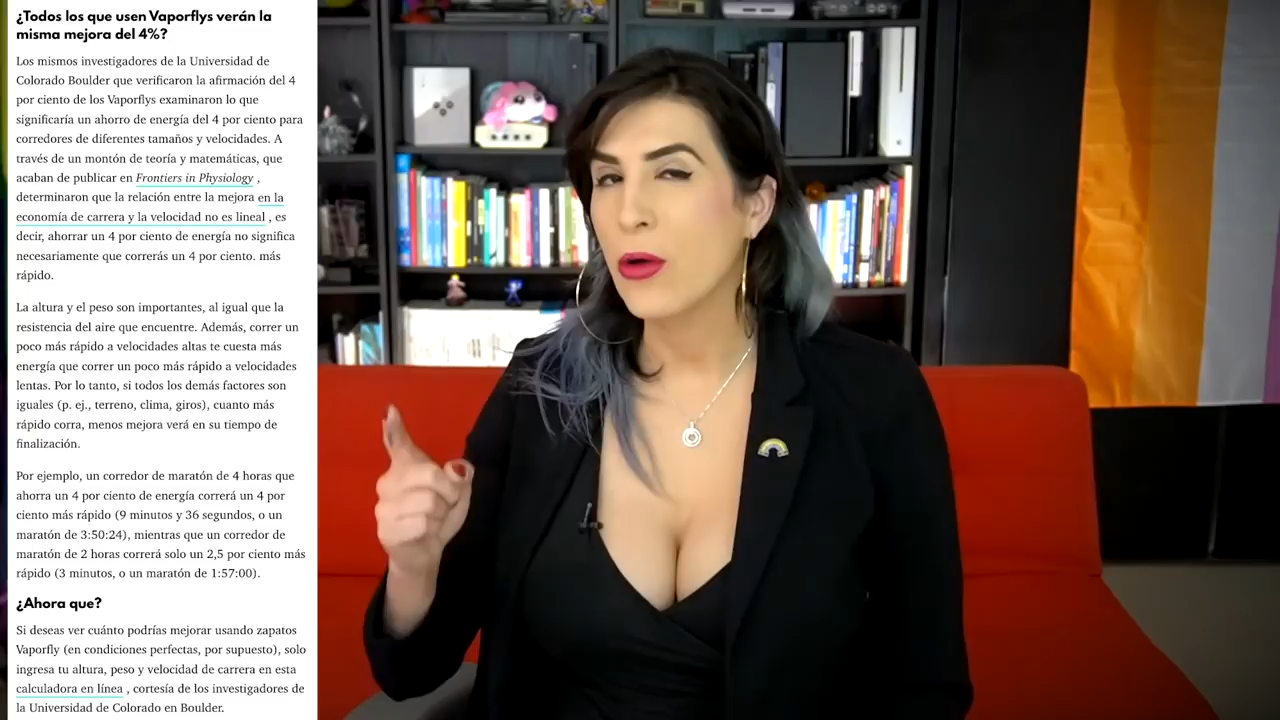 ¿Todos los que usen Vaporflys verán la
misma mejora del 4%?
Los mismos investigadores de la Universidad de
Colorado Boulder que verificaron la afirmación del 4
por ciento de los Vaporflys examinaron lo que
significaría un ahorro de energía del 4 por ciento para
corredores de diferentes tamaños y velocidades. A
través de un montón de teoría y matemáticas, que
acaban de publicar en Frontiers in Physiology ,
determinaron que la relación entre la mejora en la
economía de carrera y la velocidad no es lineal , es
decir, ahorrar un 4 por ciento de energía no significa
necesariamente que correrás un 4 por ciento. más
rápido.
La altura y el peso son importantes, al igual que la
resistencia del aire que encuentre. Además, correr un
poco más rápido a velocidades altas te cuesta más
energía que correr un poco más rápido a velocidades
lentas. Por lo tanto, si todos los demás factores son
iguales (p. ej., terreno, clima, giros), cuanto más
rápido corra, menos mejora verá en su tiempo de
finalización.
Por ejemplo, un corredor de maratón de 4 horas que
ahorra un 4 por ciento de energía correrá un 4 por
ciento más rápido (9 minutos y 36 segundos, o un
maratón de 3:50:24), mientras que un corredor de
maratón de 2 horas correrá solo un 2,5 por ciento más
rápido (3 minutos, o un maratón de 1:57:00).
¿Ahora que?
Si deseas ver cuánto podrías mejorar usando zapatos
Vaporfly (en condiciones perfectas, por supuesto), solo
ingresa tu altura, peso y velocidad de carrera en esta
calculadora en línea , cortesía de los investigadores de
la Universidad de Colorado en Boulder.